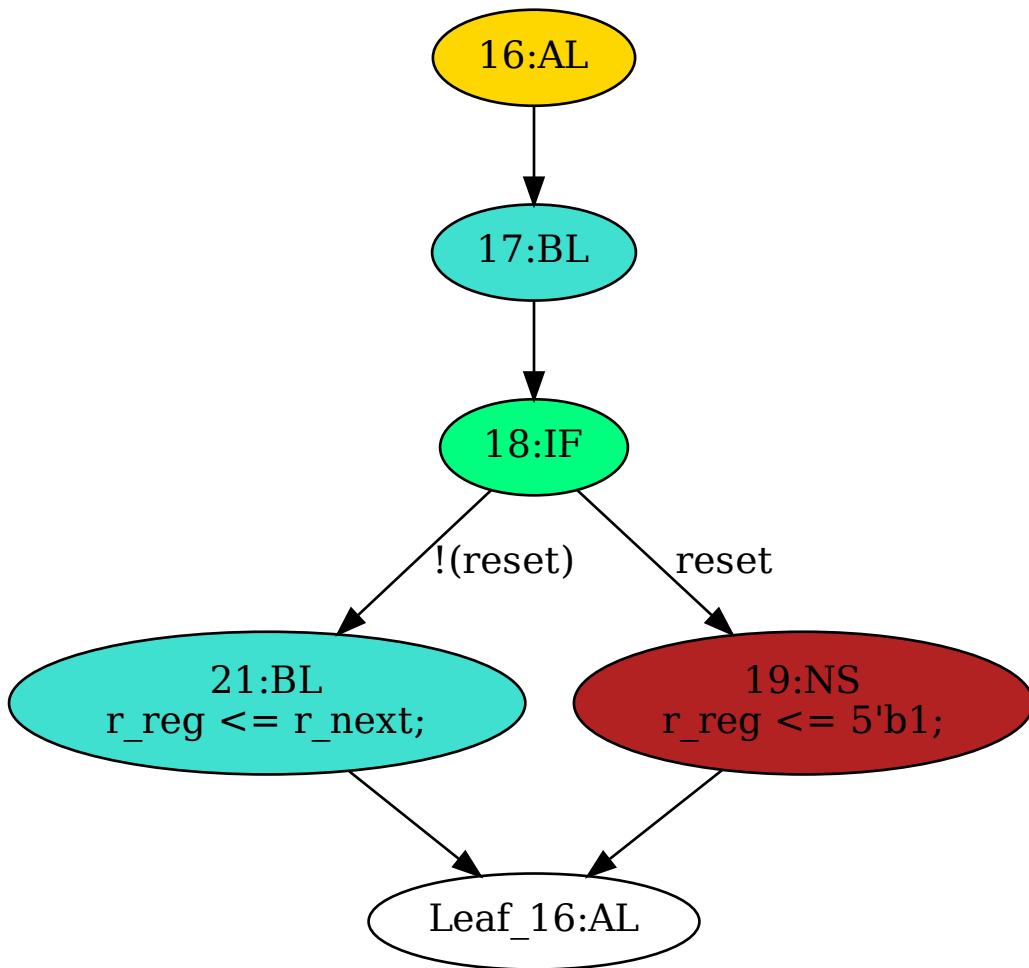 16:AL
17:BL
18:IF
!(reset)
reset
21:BL
r_reg <= r_next;
19:NS
r_reg <= 5'b1;
Leaf_16:AL